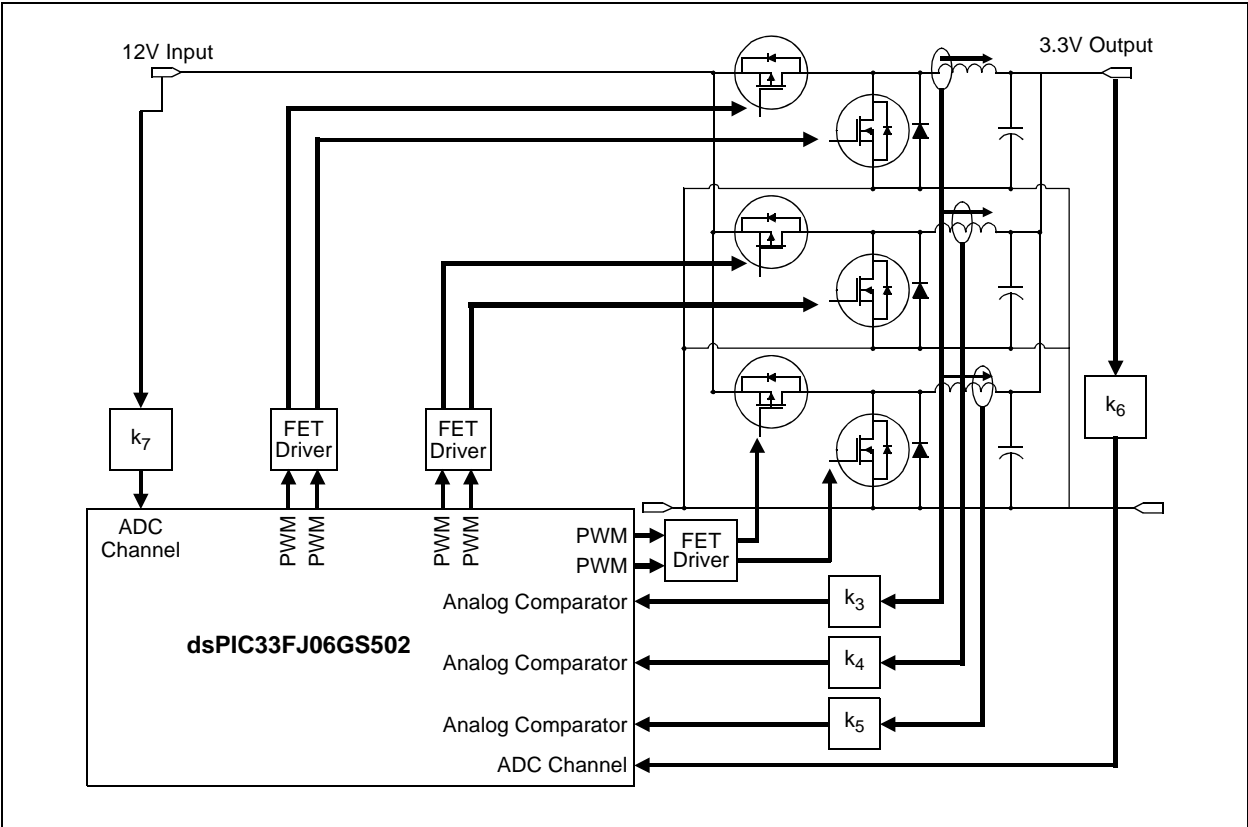 12V Input
3.3V Output
k7
FET
Driver
FET
Driver
k6
ADC
Channel
PWM
PWM
PWM
PWM
PWM
PWM
FET
Driver
Analog Comparator
k3
dsPIC33FJ06GS502
Analog Comparator
k4
Analog Comparator
k5
ADC Channel